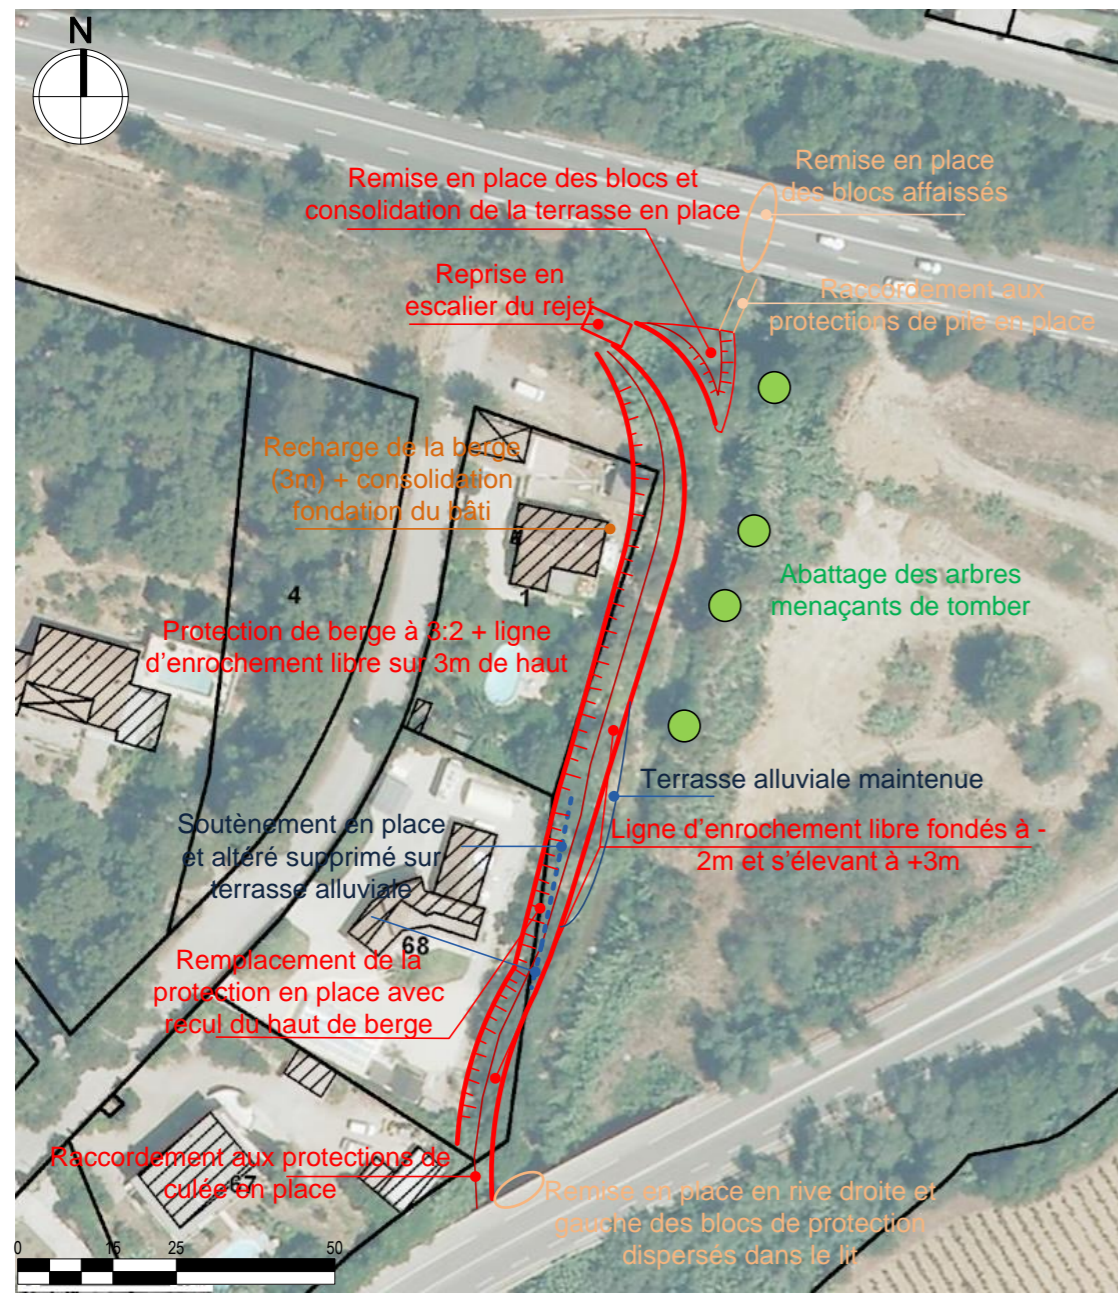 N
Remise en place
des blocs affaissés
Remise en place des blocs et
consolidation de la terrasse en place
Reprise en
escalier du rejet
Raccordement aux
protections de pile en place
Recharge de la berge
(3m) + consolidation
fondation du bâti
1
4
Abattage des arbres
menaçants de tomber
Protection de berge à 3:2 + ligne
d'enrochement libre sur 3m de haut
Terrasse alluviale maintenue
Soutènement en place
et altéré supprimé sur
terrasse alluviale
Ligne d'enrochement libre fondés à -
2m et s'élevant à +3m
68
Remplacement de la
protection en place avec
recul du haut de berge
Raccordement aux protections de
culée en place
67
Remise en place en rive droite et
gauche des blocs de protection
dispersés dans le lit
0 15 25 50